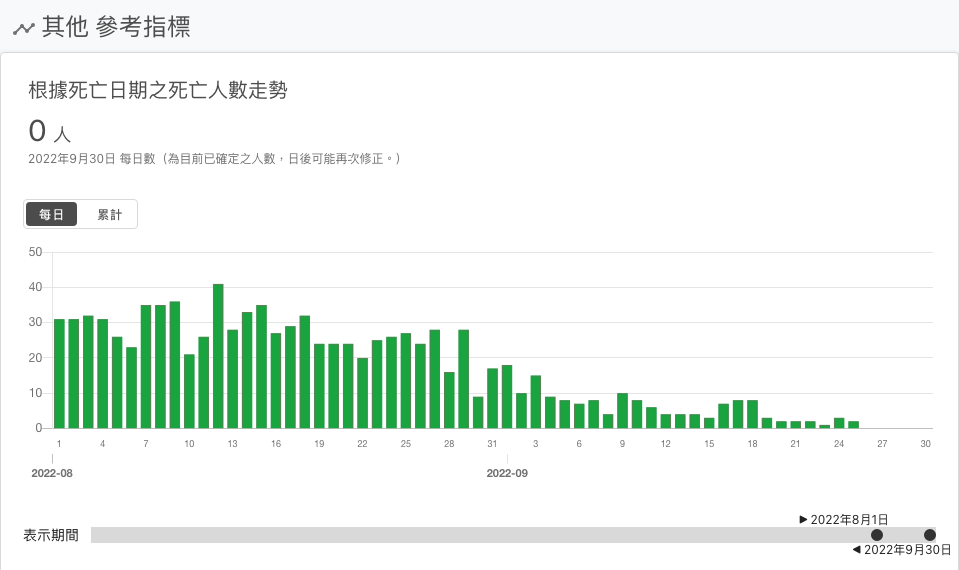 其他 參考指標
根據死亡日期之死亡人數走勢
0 人
2022年9月30日 每日數（為目前已確定之人數，日後可能再次修正。）
每日 累計
50
40
30
20
10
0
1 4 7 10 13 16 19 22 25 28 31 3 6 9 12 15 18 21 24 27 30
2022-08 2022-09
▶ 2022年8月1日
表示期間
◀ 2022年9月30日